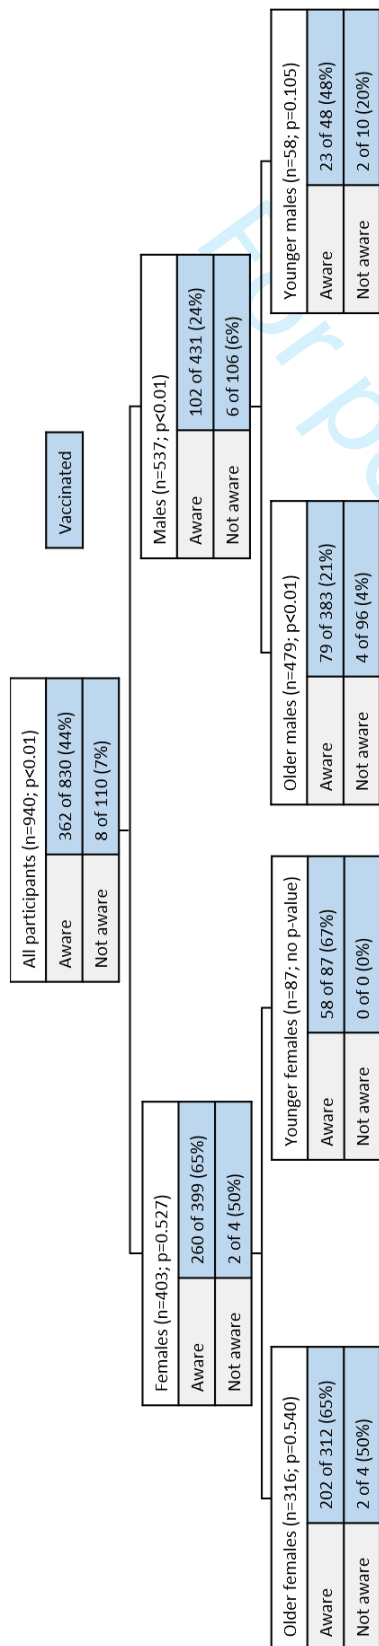 All participants (n=940; p<0.01)
Aware 362 of 830 (44%)
Not aware 8 of 110 (7%)
Vaccinated
Females (n=403; p=0.527)
Aware 260 of 399 (65%)
Not aware 2 of 4 (50%)
Males (n=537; p<0.01)
Aware 102 of 431 (24%)
Not aware 6 of 106 (6%)
Older females (n=316; p=0.540)
Aware 202 of 312 (65%)
Not aware 2 of 4 (50%)
Younger females (n=87; no p-value)
Aware 58 of 87 (67%)
Not aware 0 of 0 (0%)
Older males (n=479; p<0.01)
Aware 79 of 383 (21%)
Not aware 4 of 96 (4%)
Younger males (n=58; p=0.105)
Aware 23 of 48 (48%)
Not aware 2 of 10 (20%)
For pe